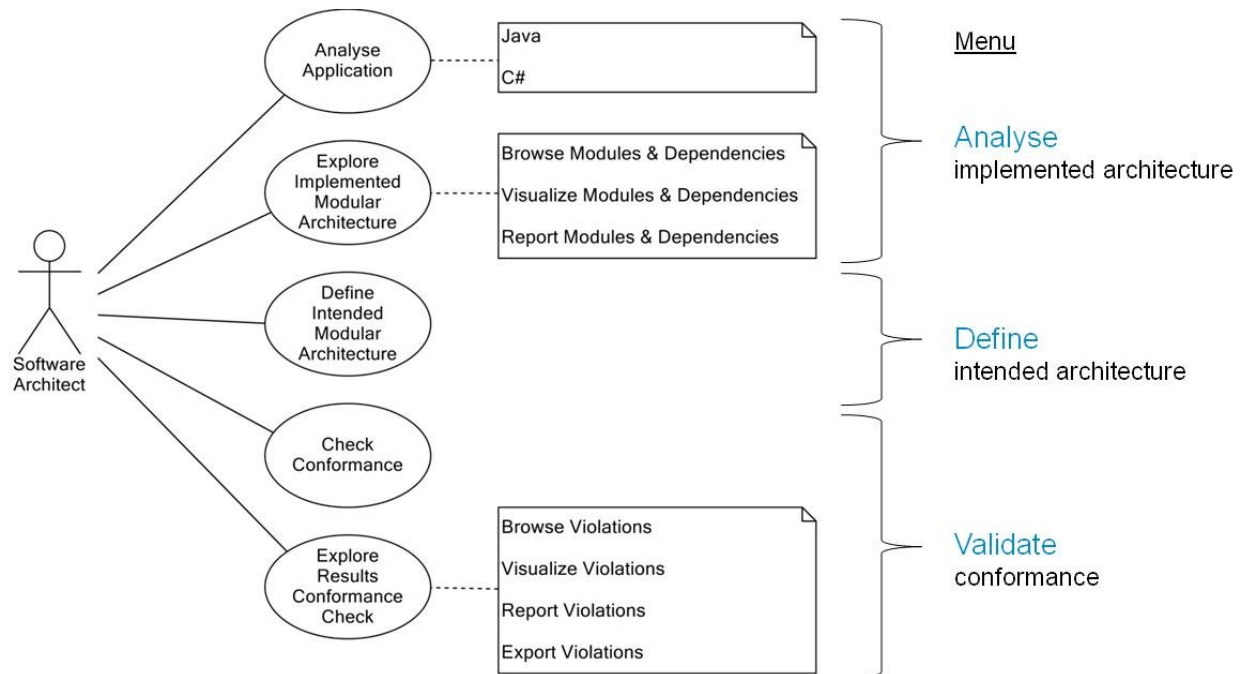 Analyse
Application
Java
C#
Menu
Analyse
implemented architecture
Explore
Implemented
Modular
Architecture
Browse Modules & Dependencies
Visualize Modules & Dependencies
Report Modules & Dependencies
Software
Architect
Define
Intended
Modular
Architecture
Define
intended architecture
Check
Conformance
Explore
Results
Conformance
Check
Browse Violations
Visualize Violations
Report Violations
Export Violations
Validate
conformance